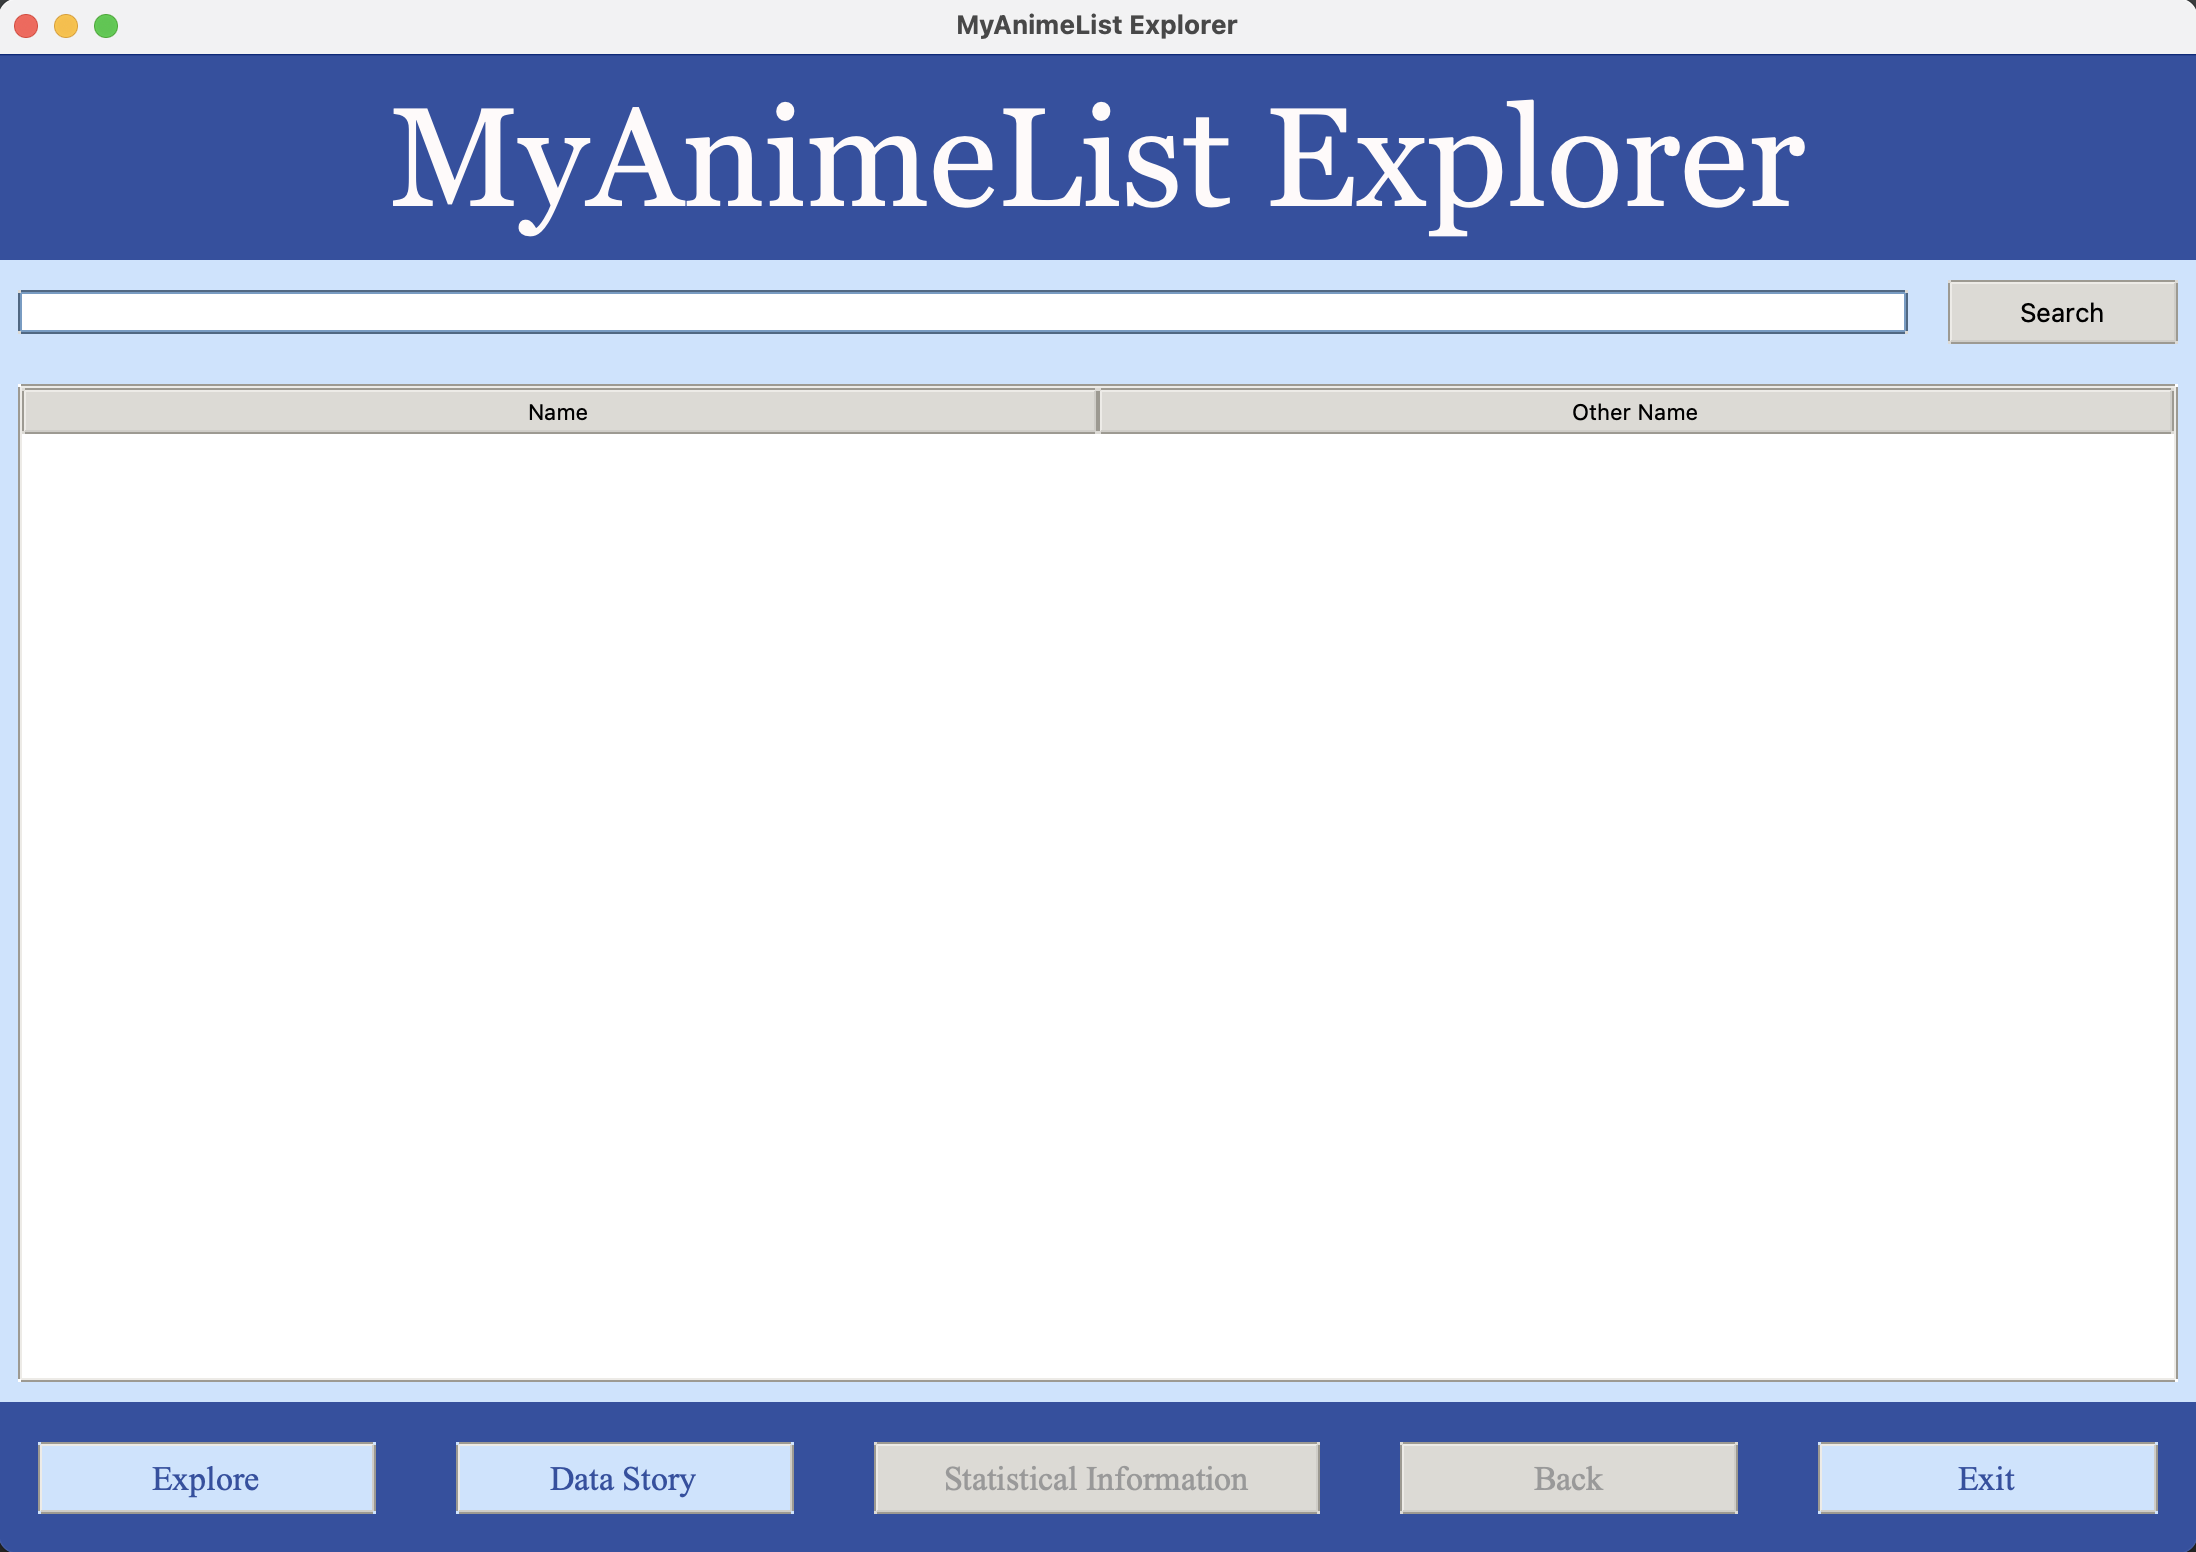 MyAnimeList Explorer
MyAnimeList Explorer
Search
Name Other Name
Explore Data Story Statistical Information Back Exit